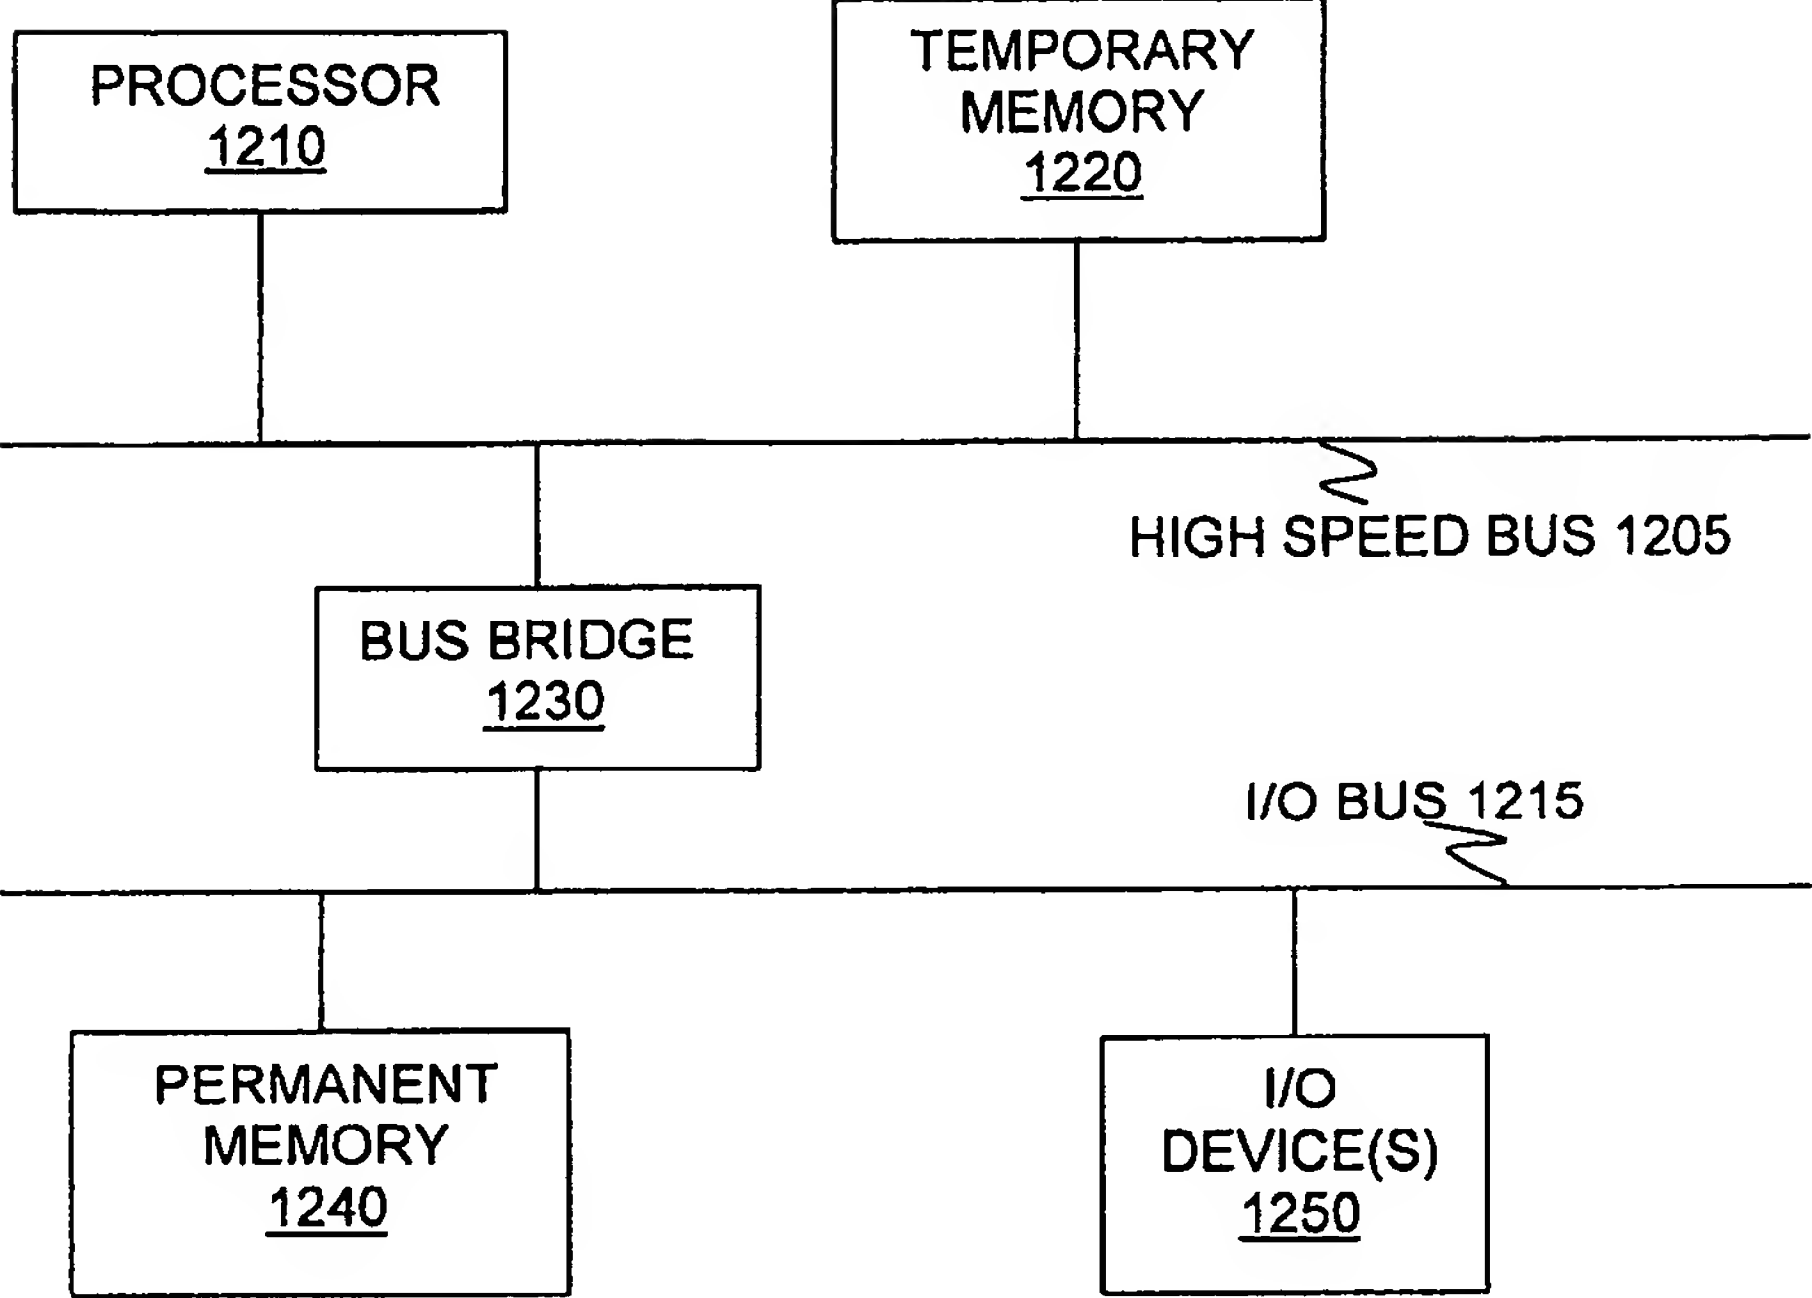 PROCESSOR
1210
TEMPORARY
MEMORY
1220
HIGH SPEED BUS 1205
BUS BRIDGE
1230
I/O BUS 1215
PERMANENT
MEMORY
1240
I/O
DEVICE(S)
1250